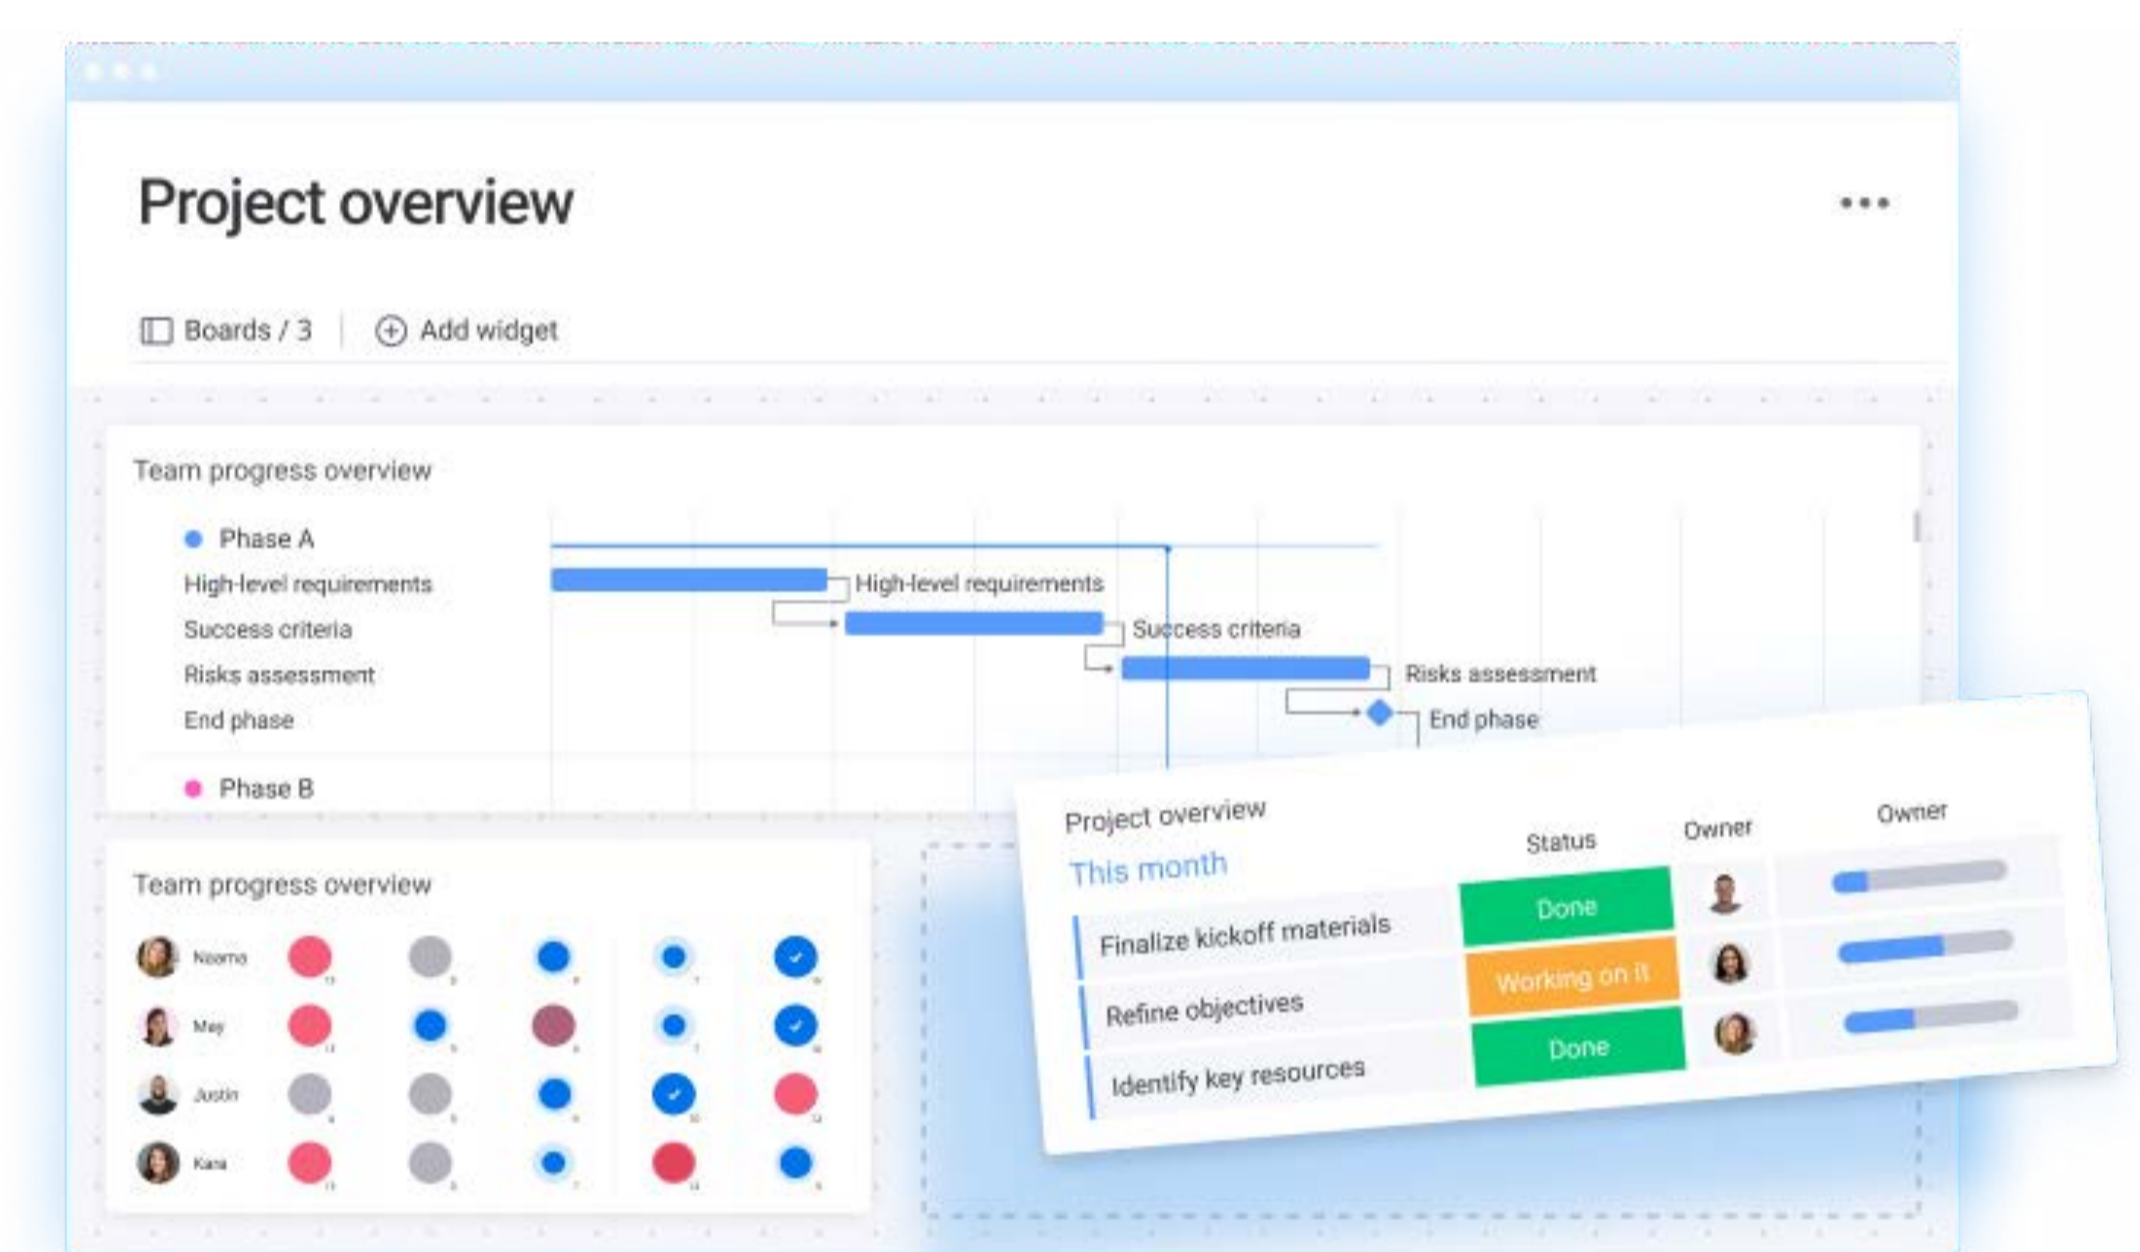 Project overview
Boards / 3
Add widget
Team progress overview
Phase A
High-level requirements
High-level requirements
Success criteria
Success criteria
Risks assessment
Risks assessment
End phase
End phase
Phase B
Team progress overview
Naama
May
Justin
Kana
Project overview
This month
Status
Owner
Owner
Finalize kickoff materials
Done
Refine objectives
Working on it
Identify key resources
Done